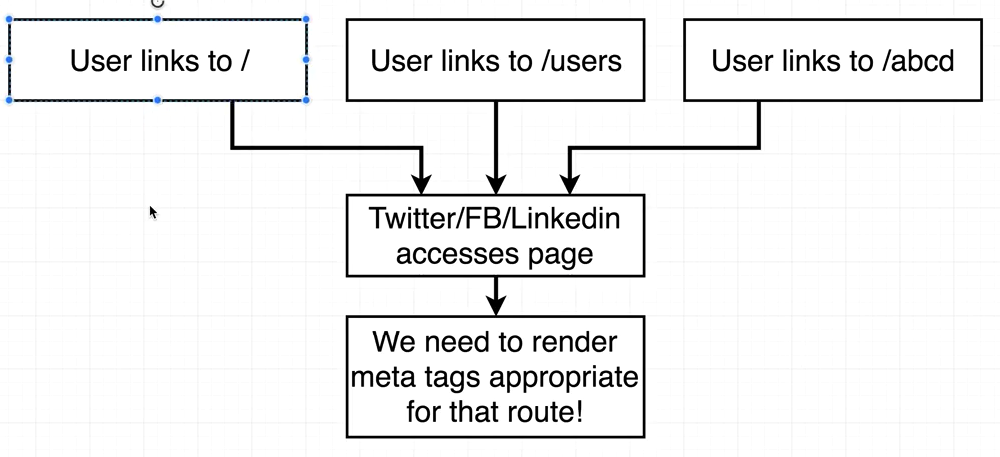 User links to /
User links to /users
User links to /abcd
Twitter/FB/Linkedin
accesses page
We need to render
meta tags appropriate
for that route!